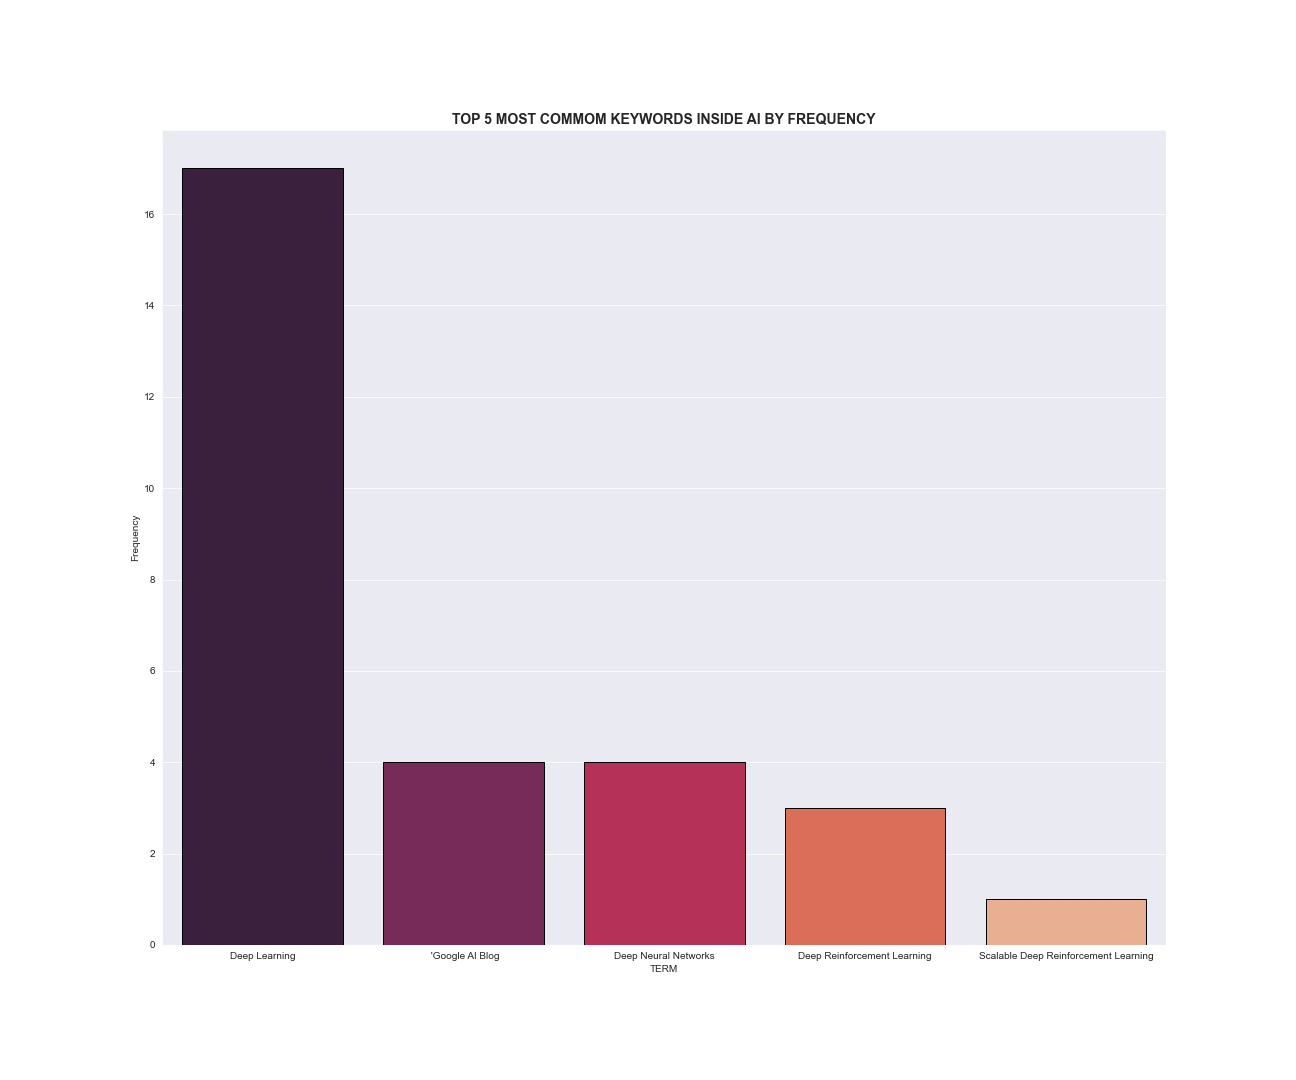 TOP 5 MOST COMMOM KEYWORDS INSIDE AI BY FREQUENCY
16
14
12
10
8
6
4
2
0
Frequency
Deep Learning
'Google AI Blog
Deep Neural Networks
Deep Reinforcement Learning
Scalable Deep Reinforcement Learning
TERM